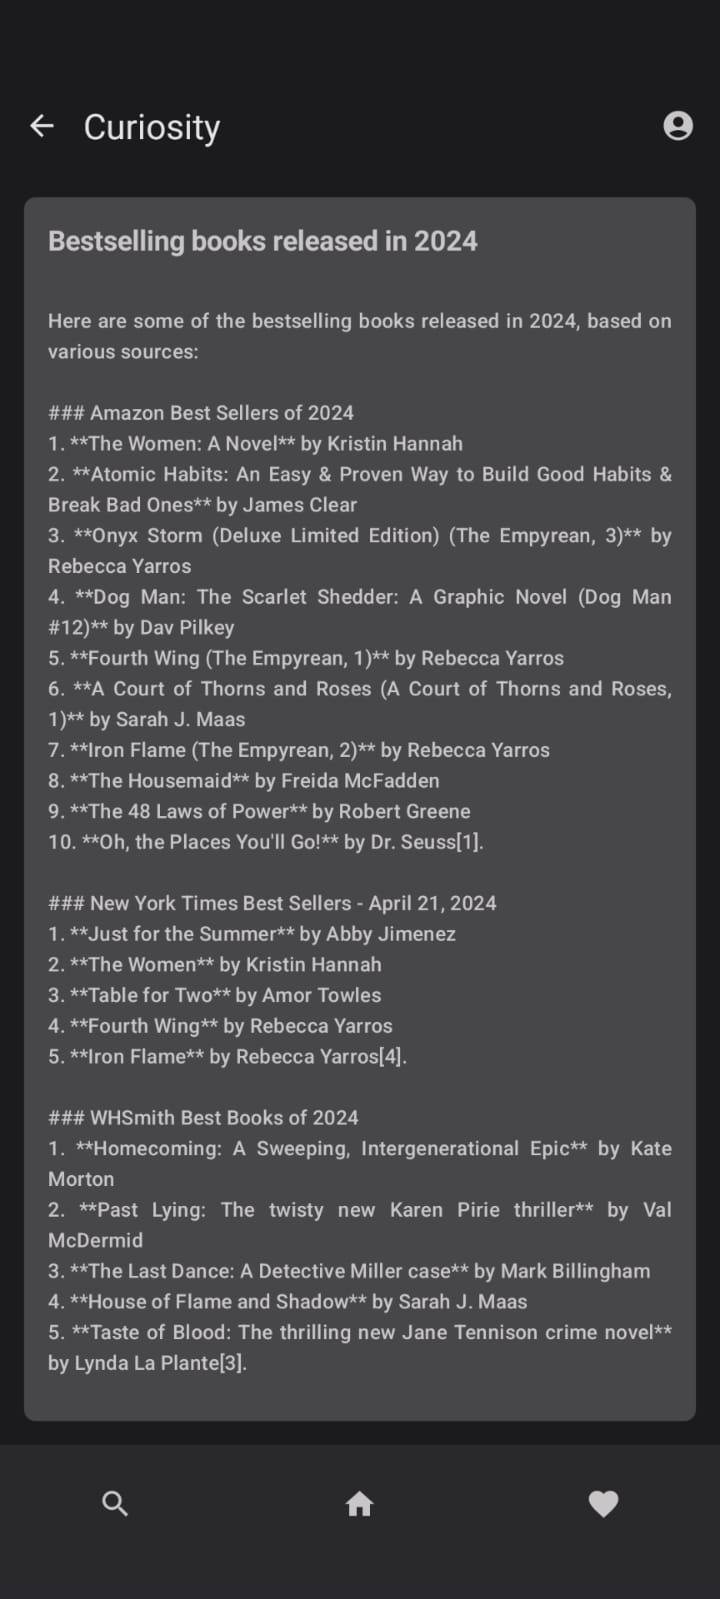 Curiosity
Bestselling books released in 2024
Here are some of the bestselling books released in 2024, based on
various sources:
### Amazon Best Sellers of 2024
1. **The Women: A Novel** by Kristin Hannah
2. **Atomic Habits: An Easy & Proven Way to Build Good Habits &
Break Bad Ones** by James Clear
3. **Onyx Storm (Deluxe Limited Edition) (The Empyrean, 3)** by
Rebecca Yarros
4. **Dog Man: The Scarlet Shedder: A Graphic Novel (Dog Man
#12)** by Dav Pilkey
5. **Fourth Wing (The Empyrean, 1)** by Rebecca Yarros
6. **A Court of Thorns and Roses (A Court of Thorns and Roses,
1)** by Sarah J. Maas
7. **Iron Flame (The Empyrean, 2)** by Rebecca Yarros
8. **The Housemaid** by Freida McFadden
9. **The 48 Laws of Power** by Robert Greene
10. **Oh, the Places You'll Go!** by Dr. Seuss[1].
### New York Times Best Sellers - April 21, 2024
1. **Just for the Summer** by Abby Jimenez
2. **The Women** by Kristin Hannah
3. **Table for Two** by Amor Towles
4. **Fourth Wing** by Rebecca Yarros
5. **Iron Flame** by Rebecca Yarros[4].
### WHSmith Best Books of 2024
1. **Homecoming: A Sweeping, Intergenerational Epic** by Kate
Morton
2. **Past Lying: The twisty new Karen Pirie thriller** by Val
McDermid
3. **The Last Dance: A Detective Miller case** by Mark Billingham
4. **House of Flame and Shadow** by Sarah J. Maas
5. **Taste of Blood: The thrilling new Jane Tennison crime novel**
by Lynda La Plante[3].